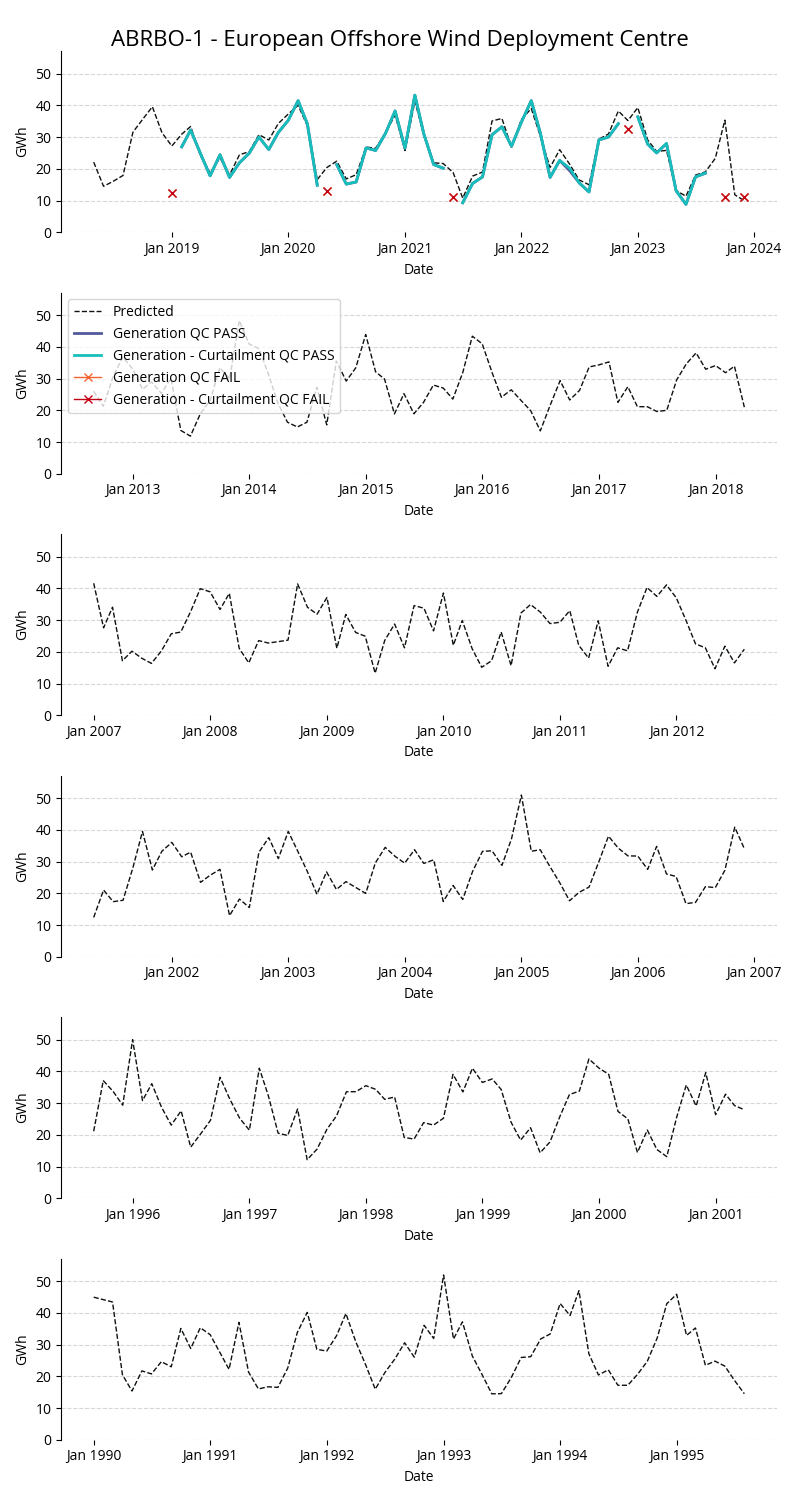 ABRBO-1 - European Offshore Wind Deployment Centre
50
40
30
20
10
0
GWh
Jan 2019 Jan 2020 Jan 2021 Jan 2022 Jan 2023 Jan 2024
Date
Predicted
Generation QC PASS
Generation - Curtailment QC PASS
Generation QC FAIL
Generation - Curtailment QC FAIL
50
40
30
20
10
0
GWh
Jan 2013 Jan 2014 Jan 2015 Jan 2016 Jan 2017 Jan 2018
Date
50
40
30
20
10
0
GWh
Jan 2007 Jan 2008 Jan 2009 Jan 2010 Jan 2011 Jan 2012
Date
50
40
30
20
10
0
GWh
Jan 2002 Jan 2003 Jan 2004 Jan 2005 Jan 2006 Jan 2007
Date
50
40
30
20
10
0
GWh
Jan 1996 Jan 1997 Jan 1998 Jan 1999 Jan 2000 Jan 2001
Date
50
40
30
20
10
0
GWh
Jan 1990 Jan 1991 Jan 1992 Jan 1993 Jan 1994 Jan 1995
Date